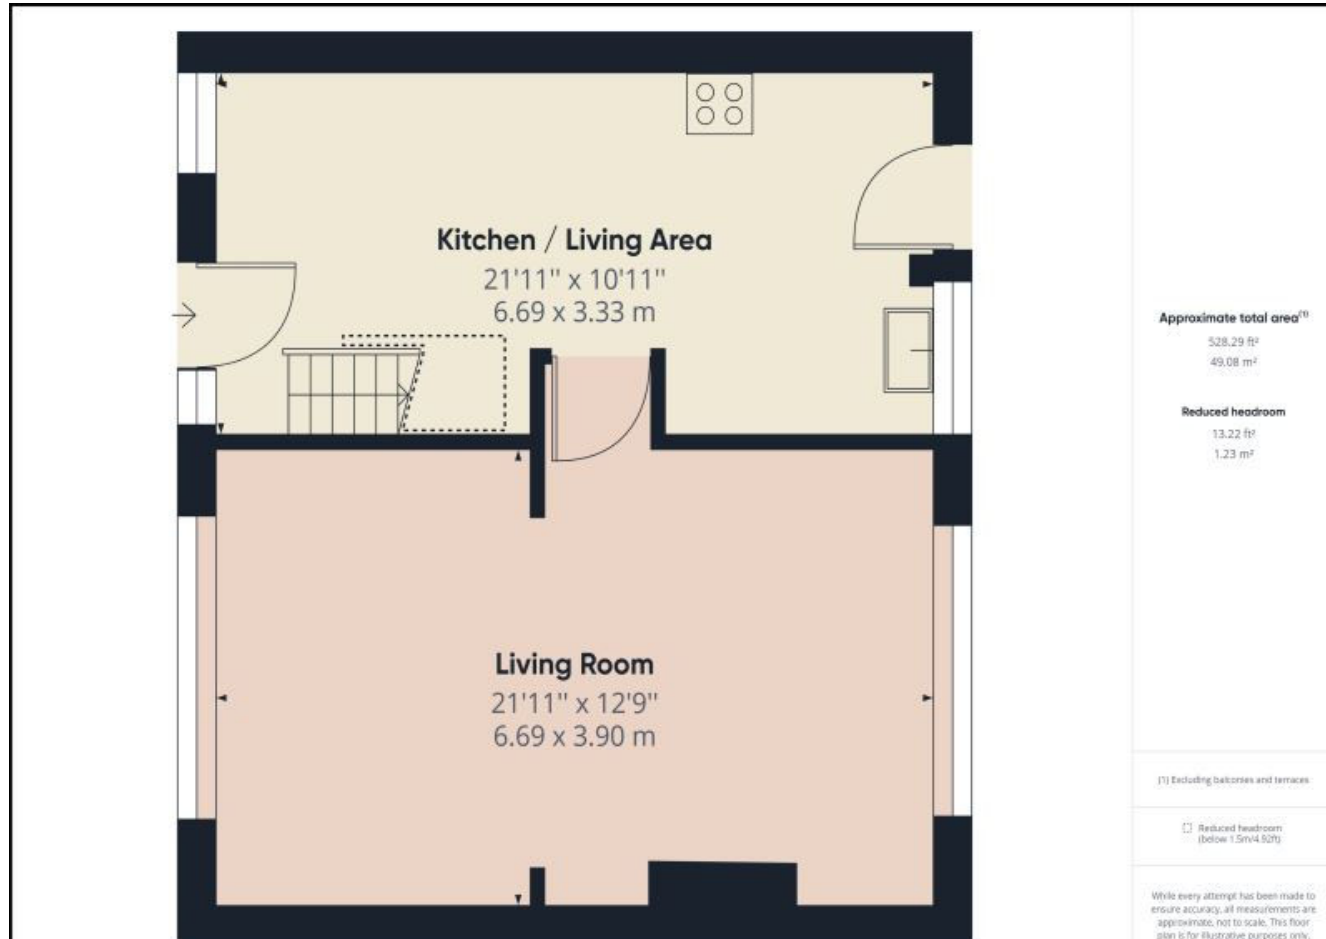 Kitchen / Living Area
21'11" x 10'11"
6.69 x 3.33 m
Living Room
21'11" x 12'9"
6.69 x 3.90 m
Approximate total area(1)
528.29 ft²
49.08 m²
Reduced headroom
13.22 ft²
1.23 m²
(1) Excluding balconies and terraces
Reduced headroom
(below 1.5m/4.92ft)
While every attempt has been made to
ensure accuracy, all measurements are
approximate, not to scale. This floor
plan is for illustrative purposes only.